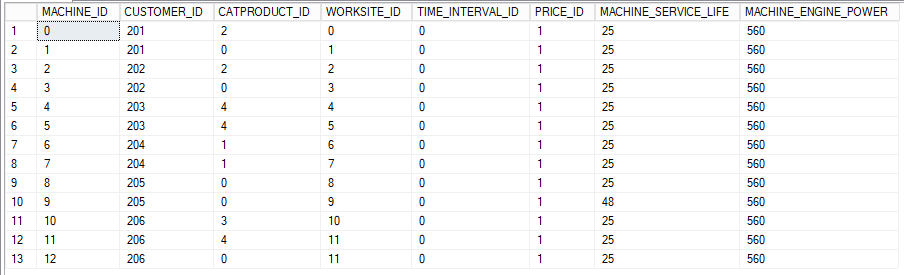 MACHINE_ID CUSTOMER_ID CATPRODUCT_ID WORKSITE_ID TIME_INTERVAL_ID PRICE_ID MACHINE_SERVICE_LIFE MACHINE_ENGINE_POWER
1 0 201 2 0 0 1 25 560
2 1 201 0 1 0 1 25 560
3 2 202 2 2 0 1 25 560
4 3 202 0 3 0 1 25 560
5 4 203 4 4 0 1 25 560
6 5 203 4 5 0 1 25 560
7 6 204 1 6 0 1 25 560
8 7 204 1 7 0 1 25 560
9 8 205 0 8 0 1 25 560
10 9 205 0 9 0 1 48 560
11 10 206 3 10 0 1 25 560
12 11 206 4 11 0 1 25 560
13 12 206 0 11 0 1 25 560